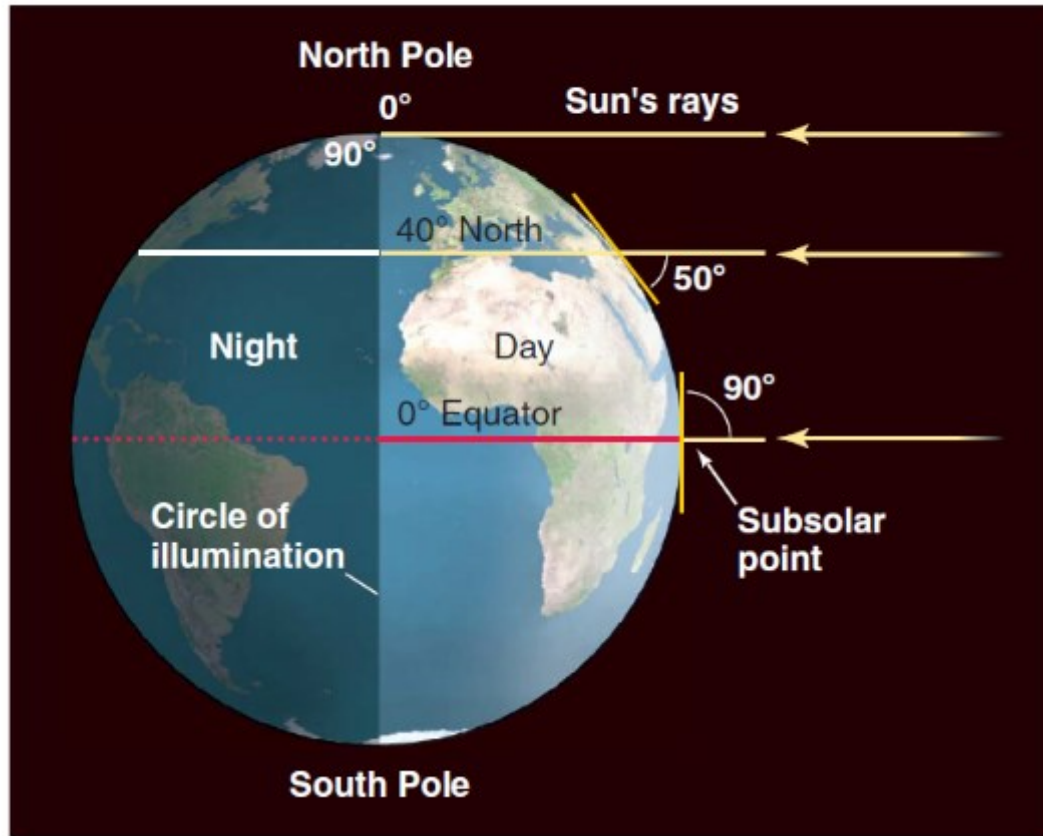 North Pole
0°
Sun's rays
90°
40° North
50°
Night
Day
90°
0° Equator
Circle of
illumination
Subsolar
point
South Pole